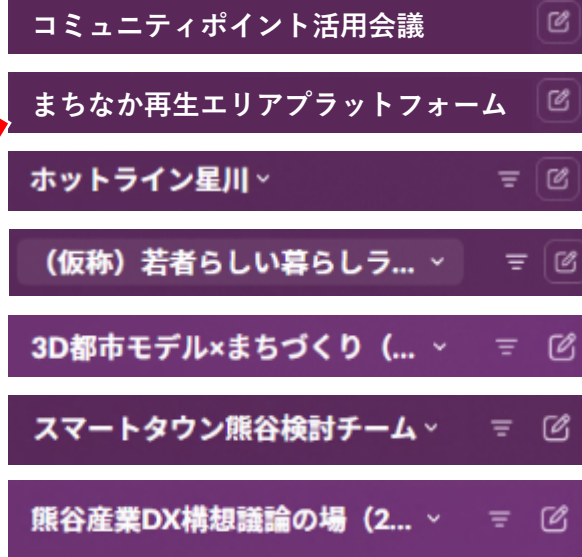 コミュニティポイント活用会議
まちなか再生エリアプラットフォーム
ホットライン星川
（仮称）若者らしい暮らしラ...
3D都市モデル×まちづくり（...
スマートタウン熊谷検討チーム
熊谷産業DX構想議論の場（2...